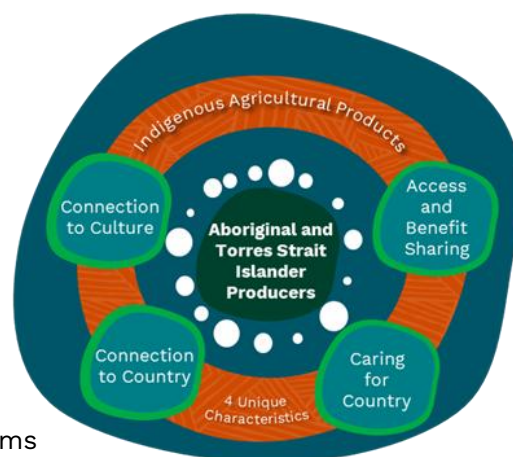 Indigenous Agricultural Products
Connection
to Culture
Access
and
Benefit
Sharing
Aboriginal and
Torres Strait
Islander
Producers
Connection
to Country
Caring
for
Country
4 Unique
Characteristics
ms